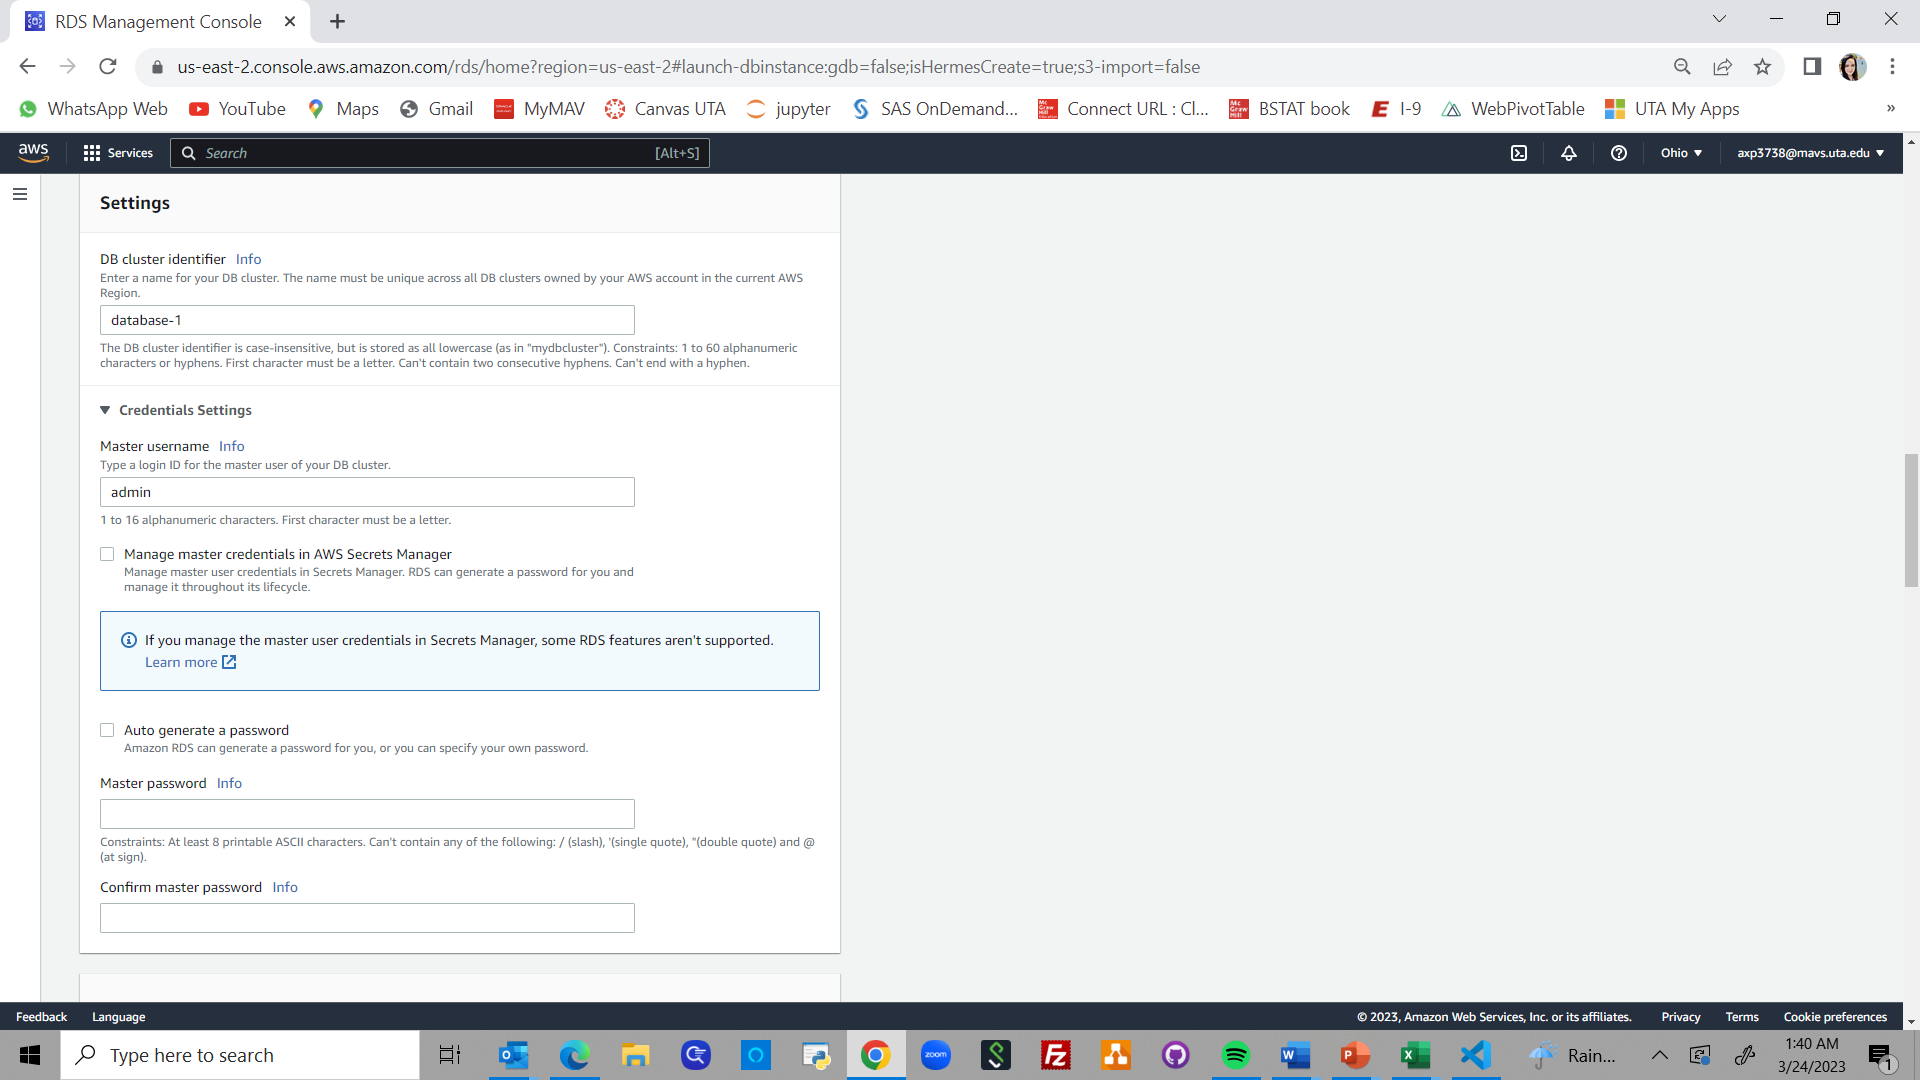 RDS Management Console
us-east-2.console.aws.amazon.com/rds/home?region=us-east-2#launch-dbinstance:gdb=false;isHermesCreate=true;s3-import=false
WhatsApp Web YouTube Maps Gmail MyMAV Canvas UTA jupyter SAS OnDemand... Connect URL : Cl... BSTAT book I-9 WebPivotTable UTA My Apps »
aws Services Search [Alt+S] Ohio axp3738@mavs.uta.edu
Settings
DB cluster identifier Info
Enter a name for your DB cluster. The name must be unique across all DB clusters owned by your AWS account in the current AWS
Region.
database-1
The DB cluster identifier is case-insensitive, but is stored as all lowercase (as in "mydbcluster"). Constraints: 1 to 60 alphanumeric
characters or hyphens. First character must be a letter. Can't contain two consecutive hyphens. Can't end with a hyphen.
Credentials Settings
Master username Info
Type a login ID for the master user of your DB cluster.
admin
1 to 16 alphanumeric characters. First character must be a letter.
Manage master credentials in AWS Secrets Manager
Manage master user credentials in Secrets Manager. RDS can generate a password for you and
manage it throughout its lifecycle.
If you manage the master user credentials in Secrets Manager, some RDS features aren't supported.
Learn more
Auto generate a password
Amazon RDS can generate a password for you, or you can specify your own password.
Master password Info
Constraints: At least 8 printable ASCII characters. Can't contain any of the following: / (slash), '(single quote), "(double quote) and @
(at sign).
Confirm master password Info
Feedback Language © 2023, Amazon Web Services, Inc. or its affiliates. Privacy Terms Cookie preferences
Type here to search zoom Rain... 1:40 AM
3/24/2023 1